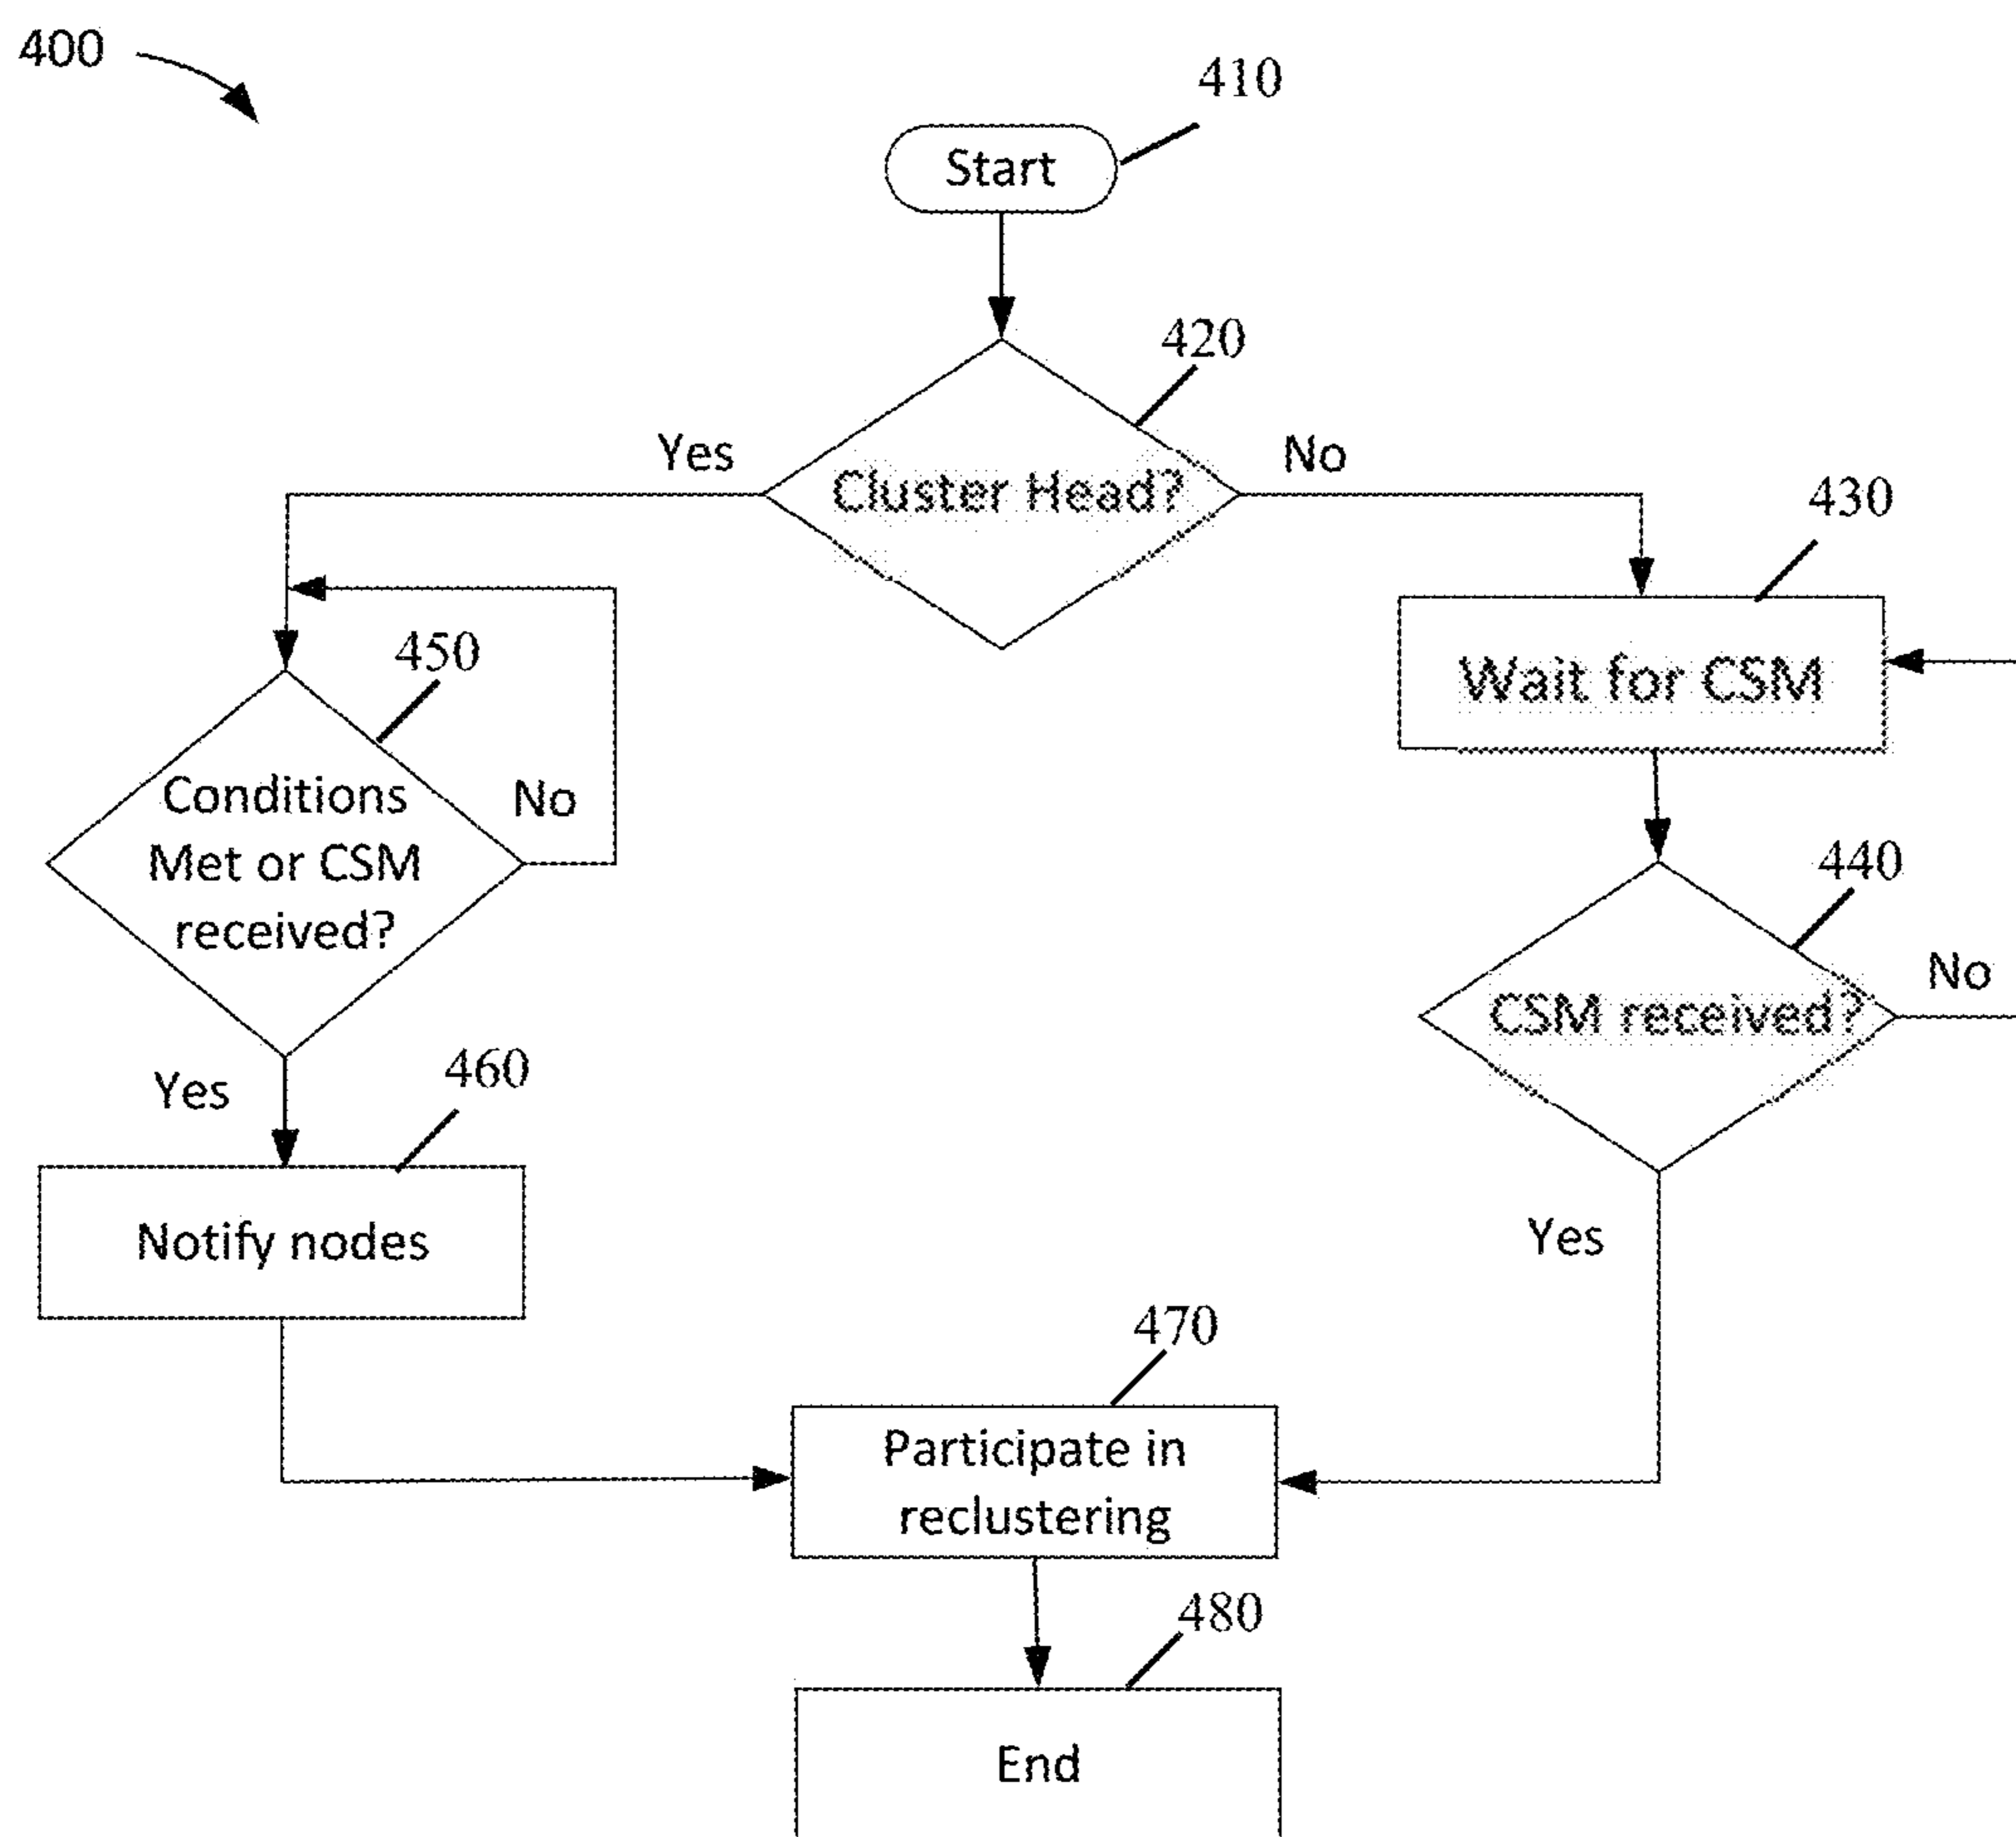 400
410
Start
420
Yes
No
Cluster Head?
430
Wait for CSM
450
Conditions
Met or CSM
received?
No
440
CSM received?
No
Yes
460
Notify nodes
Yes
470
Participate in
reclustering
480
End